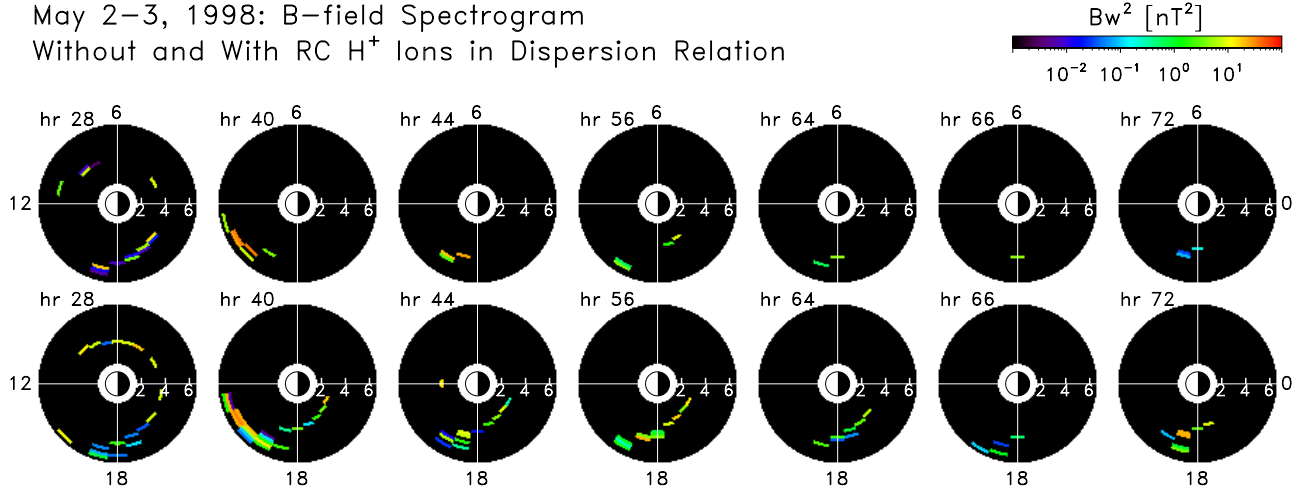 May 2-3, 1998: B-field Spectrogram
Without and With RC H⁺ Ions in Dispersion Relation
Bw² [nT²]
10⁻² 10⁻¹ 10⁰ 10¹
hr 28 6 hr 40 6 hr 44 6 hr 56 6 hr 64 6 hr 66 6 hr 72 6
12 2 4 6 2 4 6 2 4 6 2 4 6 2 4 6 2 4 6 2 4 6 0
hr 28 hr 40 hr 44 hr 56 hr 64 hr 66 hr 72
12 2 4 6 2 4 6 2 4 6 2 4 6 2 4 6 2 4 6 2 4 6 0
18 18 18 18 18 18 18